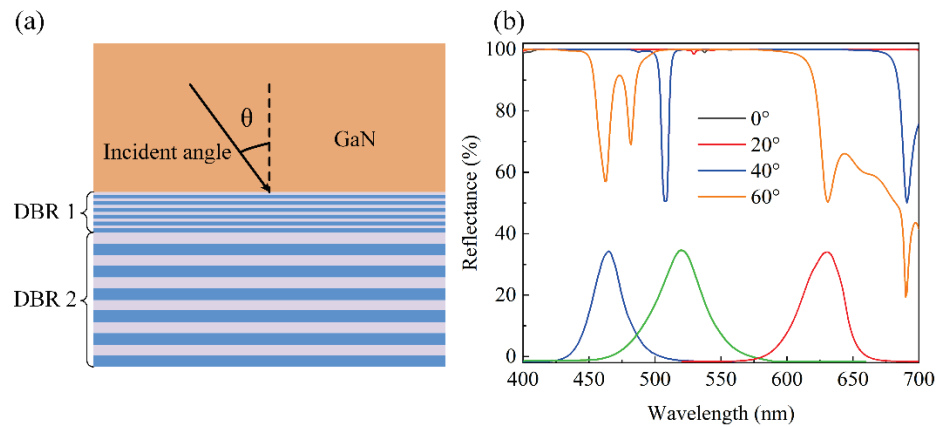 (a)
θ
Incident angle
GaN
DBR 1
DBR 2
(b)
Reflectance (%)
100
80
60
40
20
0
0°
20°
40°
60°
400 450 500 550 600 650 700
Wavelength (nm)